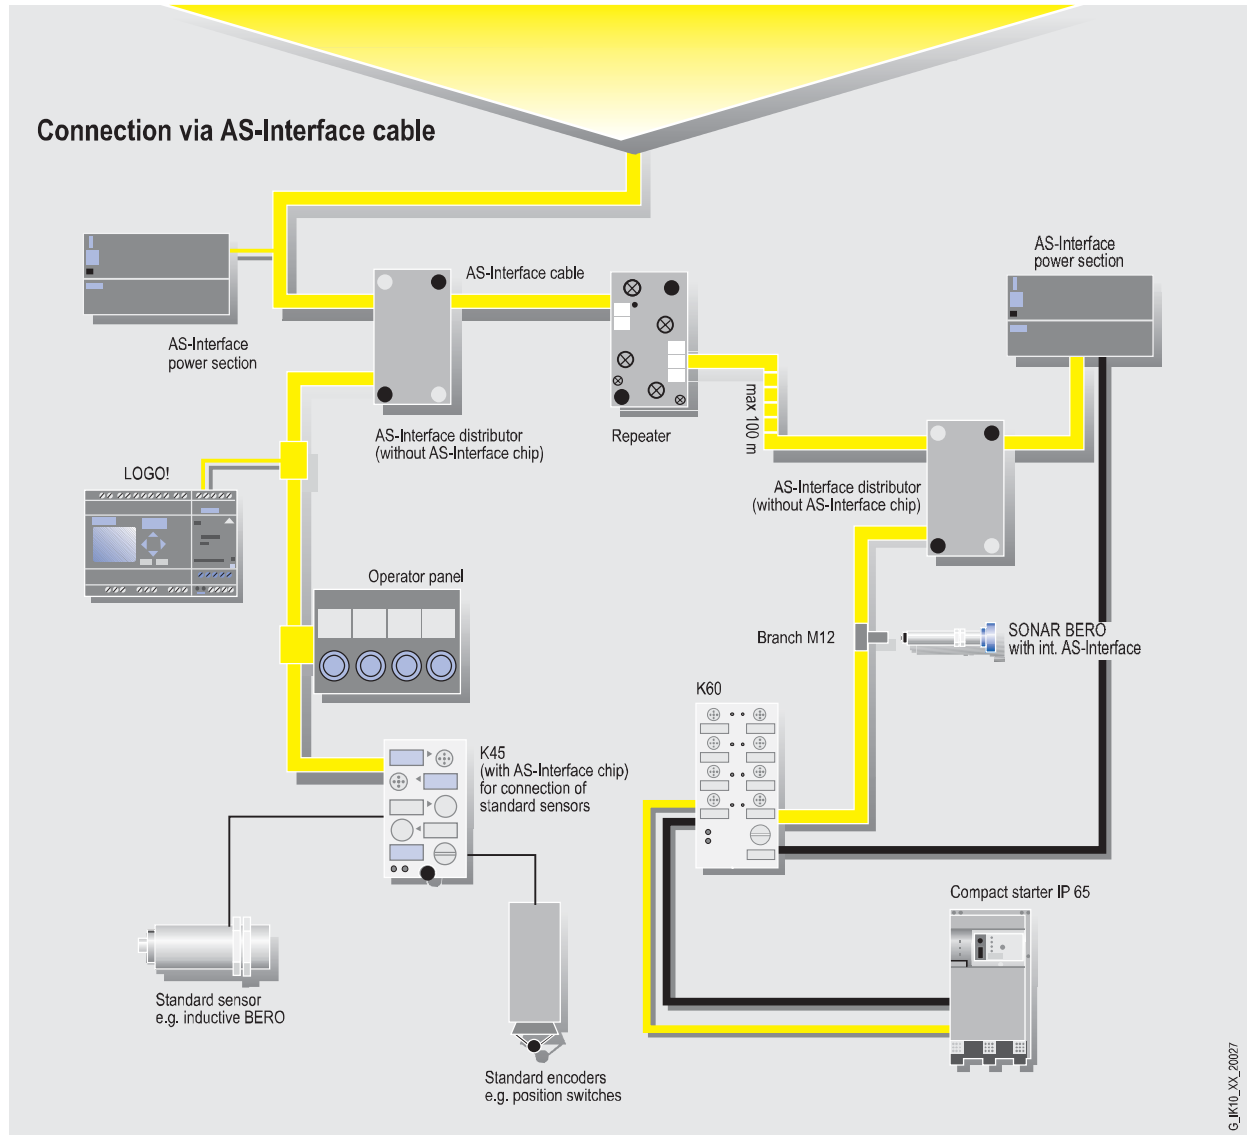 Connection via AS-Interface cable
AS-Interface
power section
AS-Interface cable
AS-Interface
power section
max 100 m
AS-Interface distributor
(without AS-Interface chip)
Repeater
LOGO!
AS-Interface distributor
(without AS-Interface chip)
Operator panel
Branch M12
SONAR BERO
with int. AS-Interface
K60
K45
(with AS-Interface chip)
for connection of
standard sensors
Compact starter IP 65
Standard sensor
e.g. inductive BERO
Standard encoders
e.g. position switches
G_IK10_XX_20027